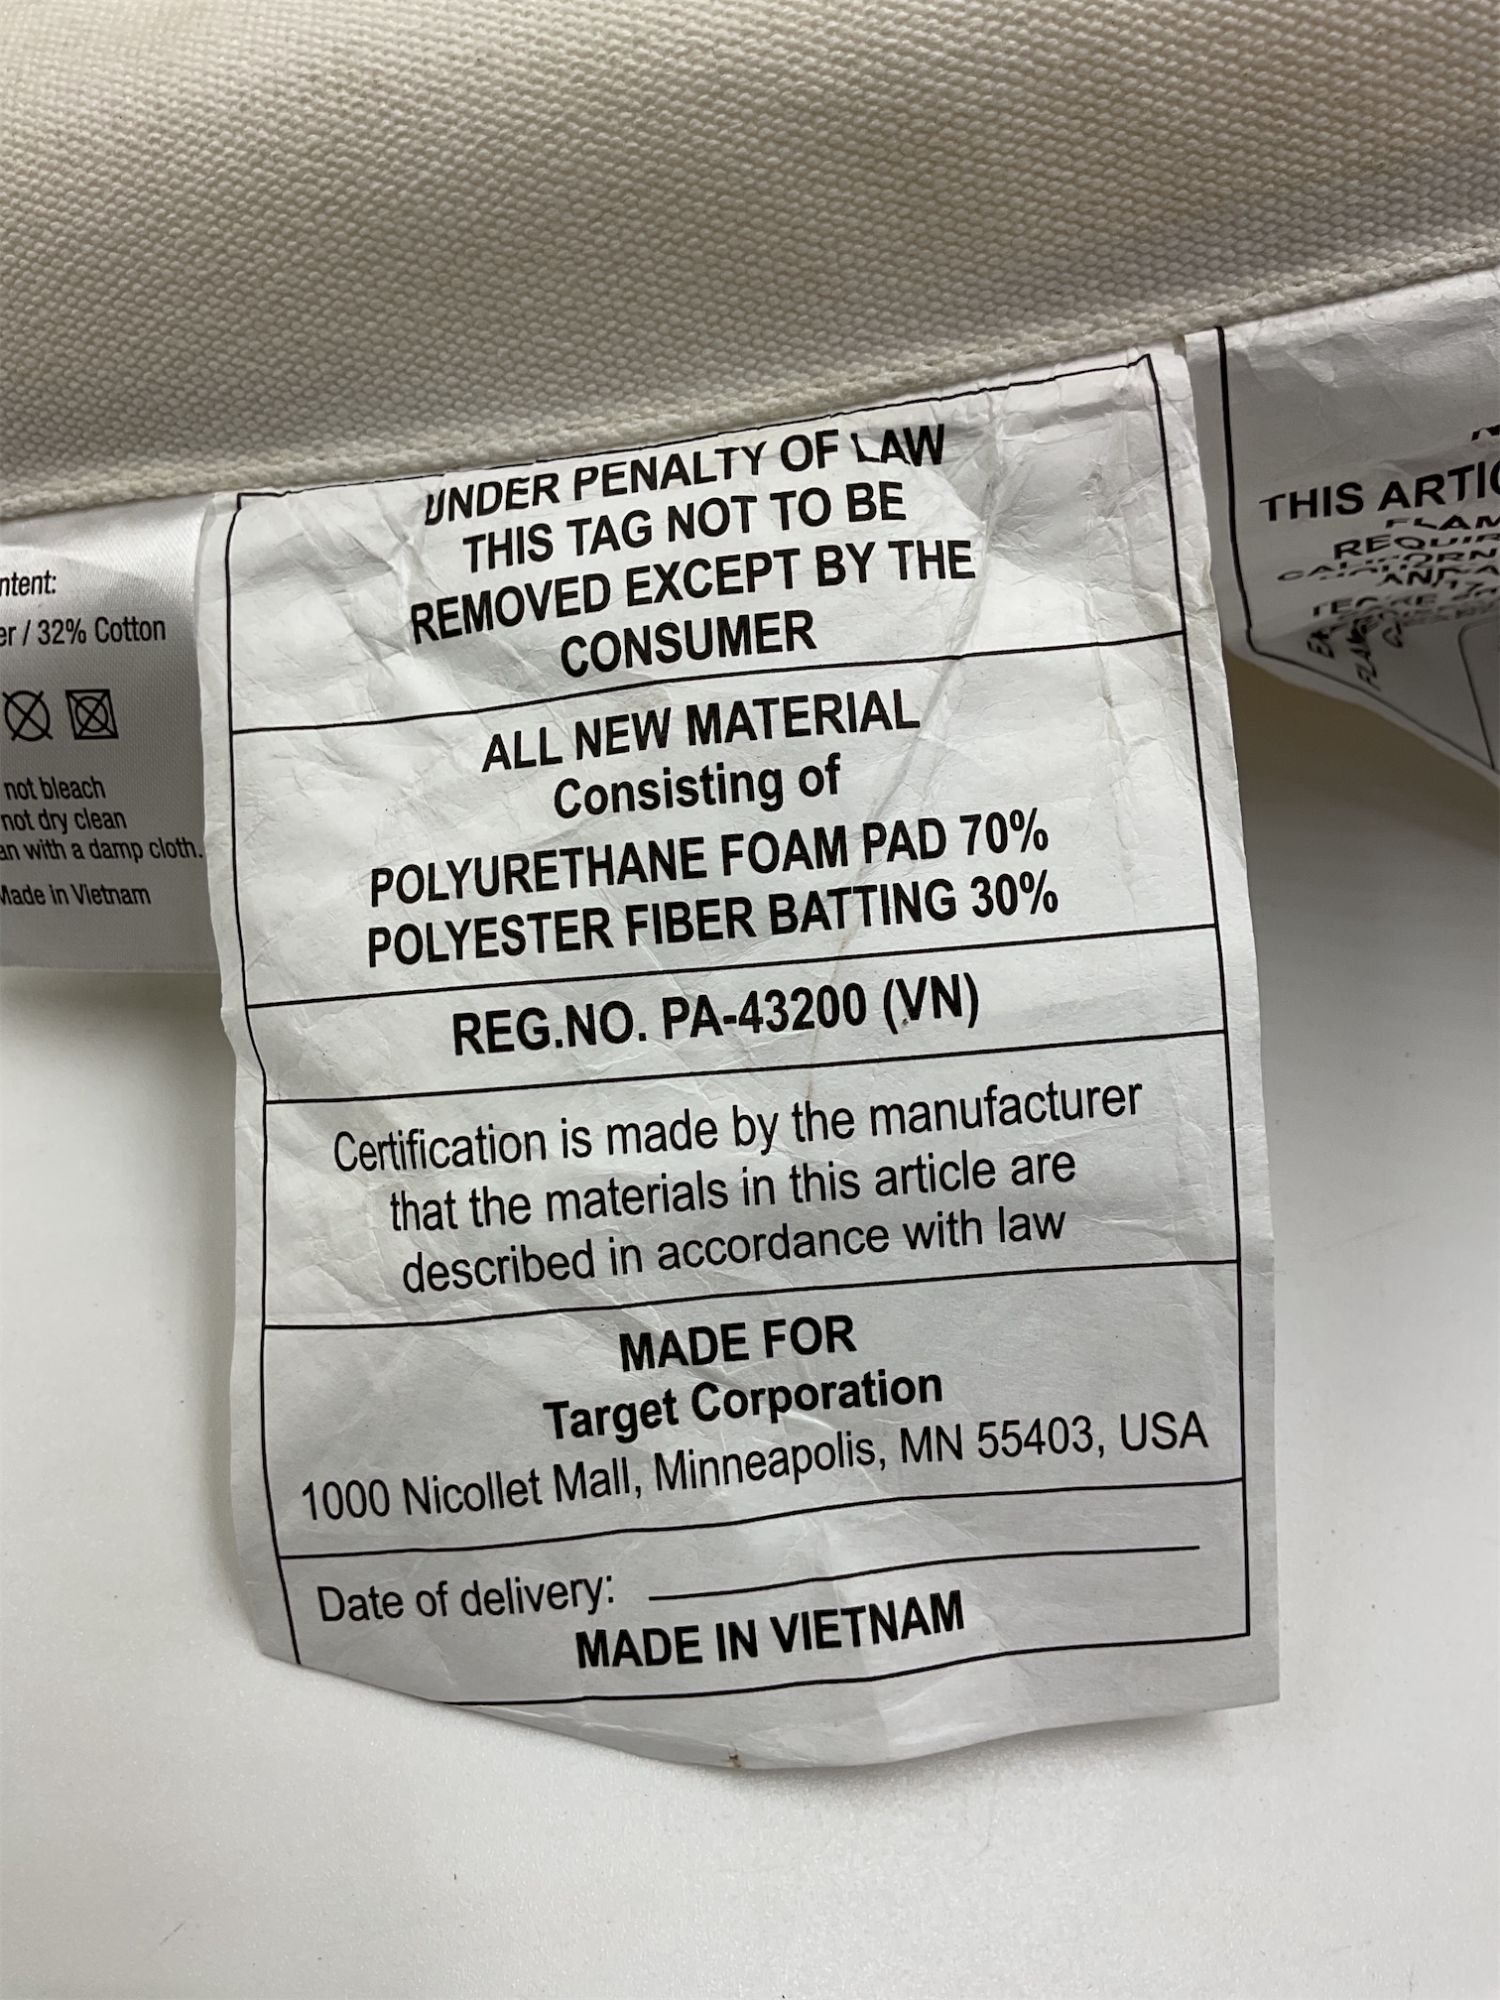 UNDER PENALTY OF LAW
THIS TAG NOT TO BE
REMOVED EXCEPT BY THE
CONSUMER
ALL NEW MATERIAL
Consisting of
POLYURETHANE FOAM PAD 70%
POLYESTER FIBER BATTING 30%
REG.NO. PA-43200 (VN)
Certification is made by the manufacturer
that the materials in this article are
described in accordance with law
MADE FOR
Target Corporation
1000 Nicollet Mall, Minneapolis, MN 55403, USA
Date of delivery:
MADE IN VIETNAM
ntent:
er / 32% Cotton
not bleach
not dry clean
an with a damp cloth.
Made in Vietnam
THIS ARTIC
FLAM
REQUIR